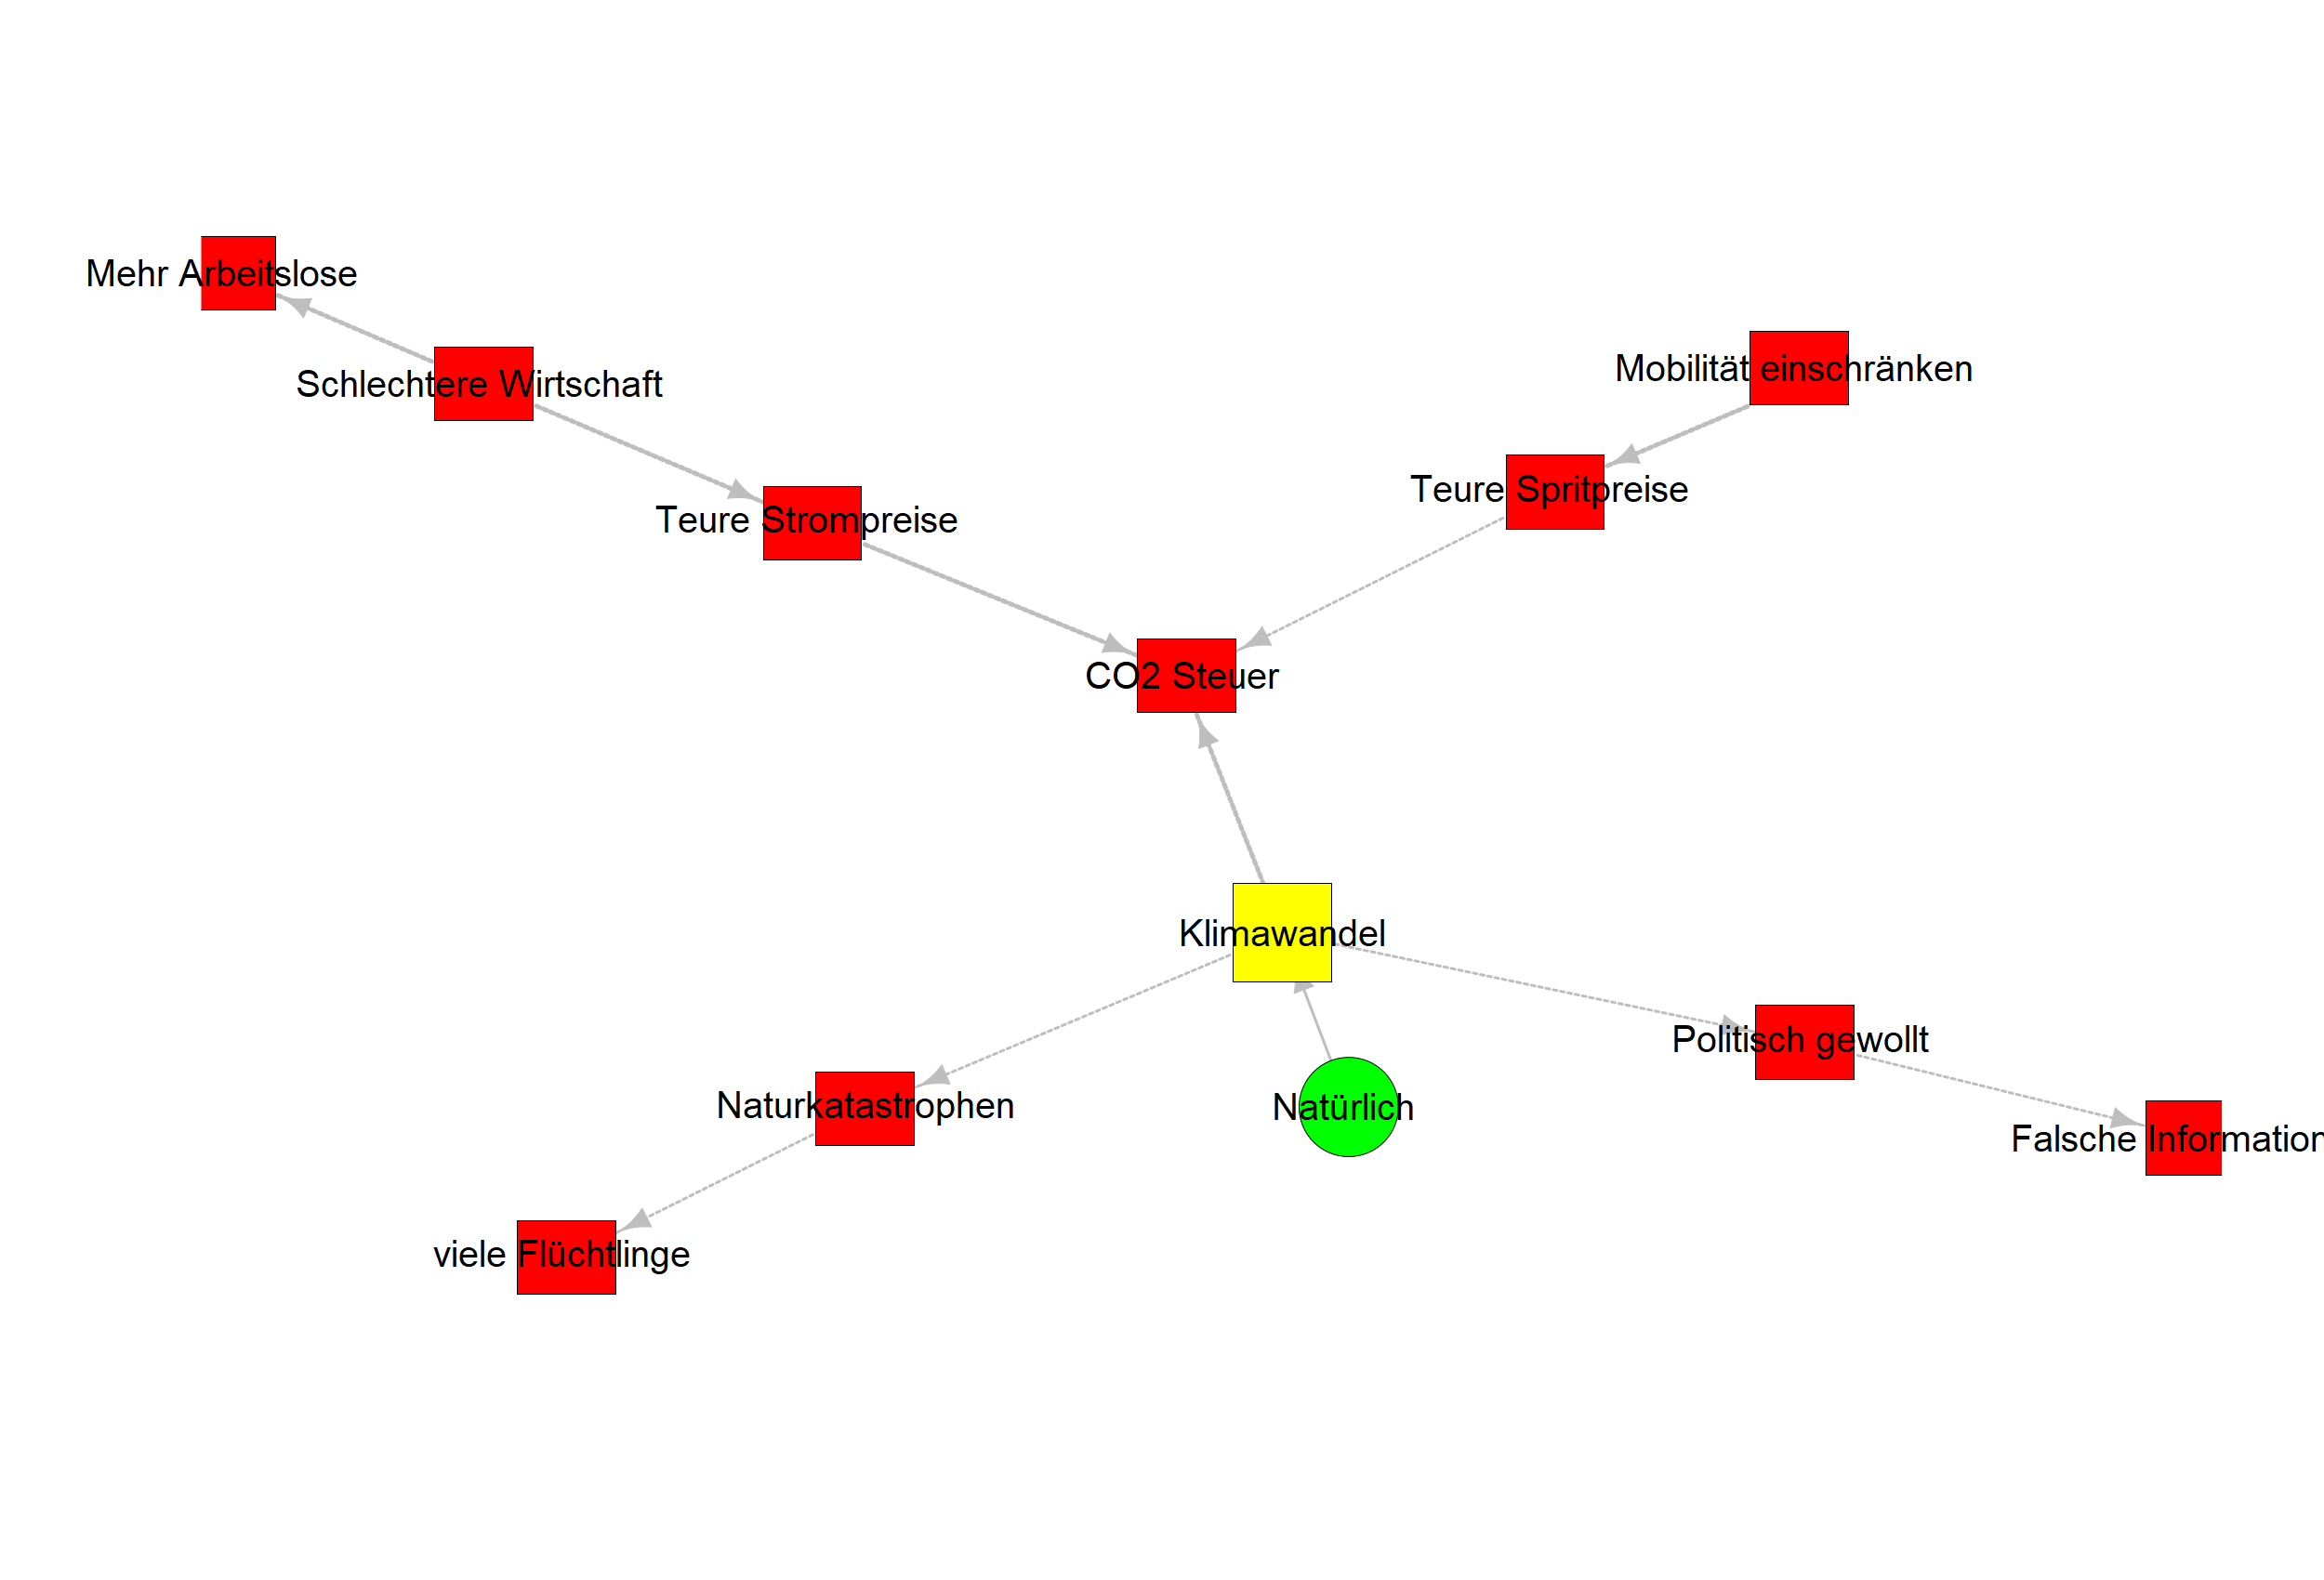 Mehr Arbeitslose
Schlechtere Wirtschaft
Mobilität einschränken
Teure Spritpreise
Teure Strompreise
CO2 Steuer
Klimawandel
Politisch gewollt
Naturkatastrophen
Natürlich
Falsche Information
viele Flüchtlinge